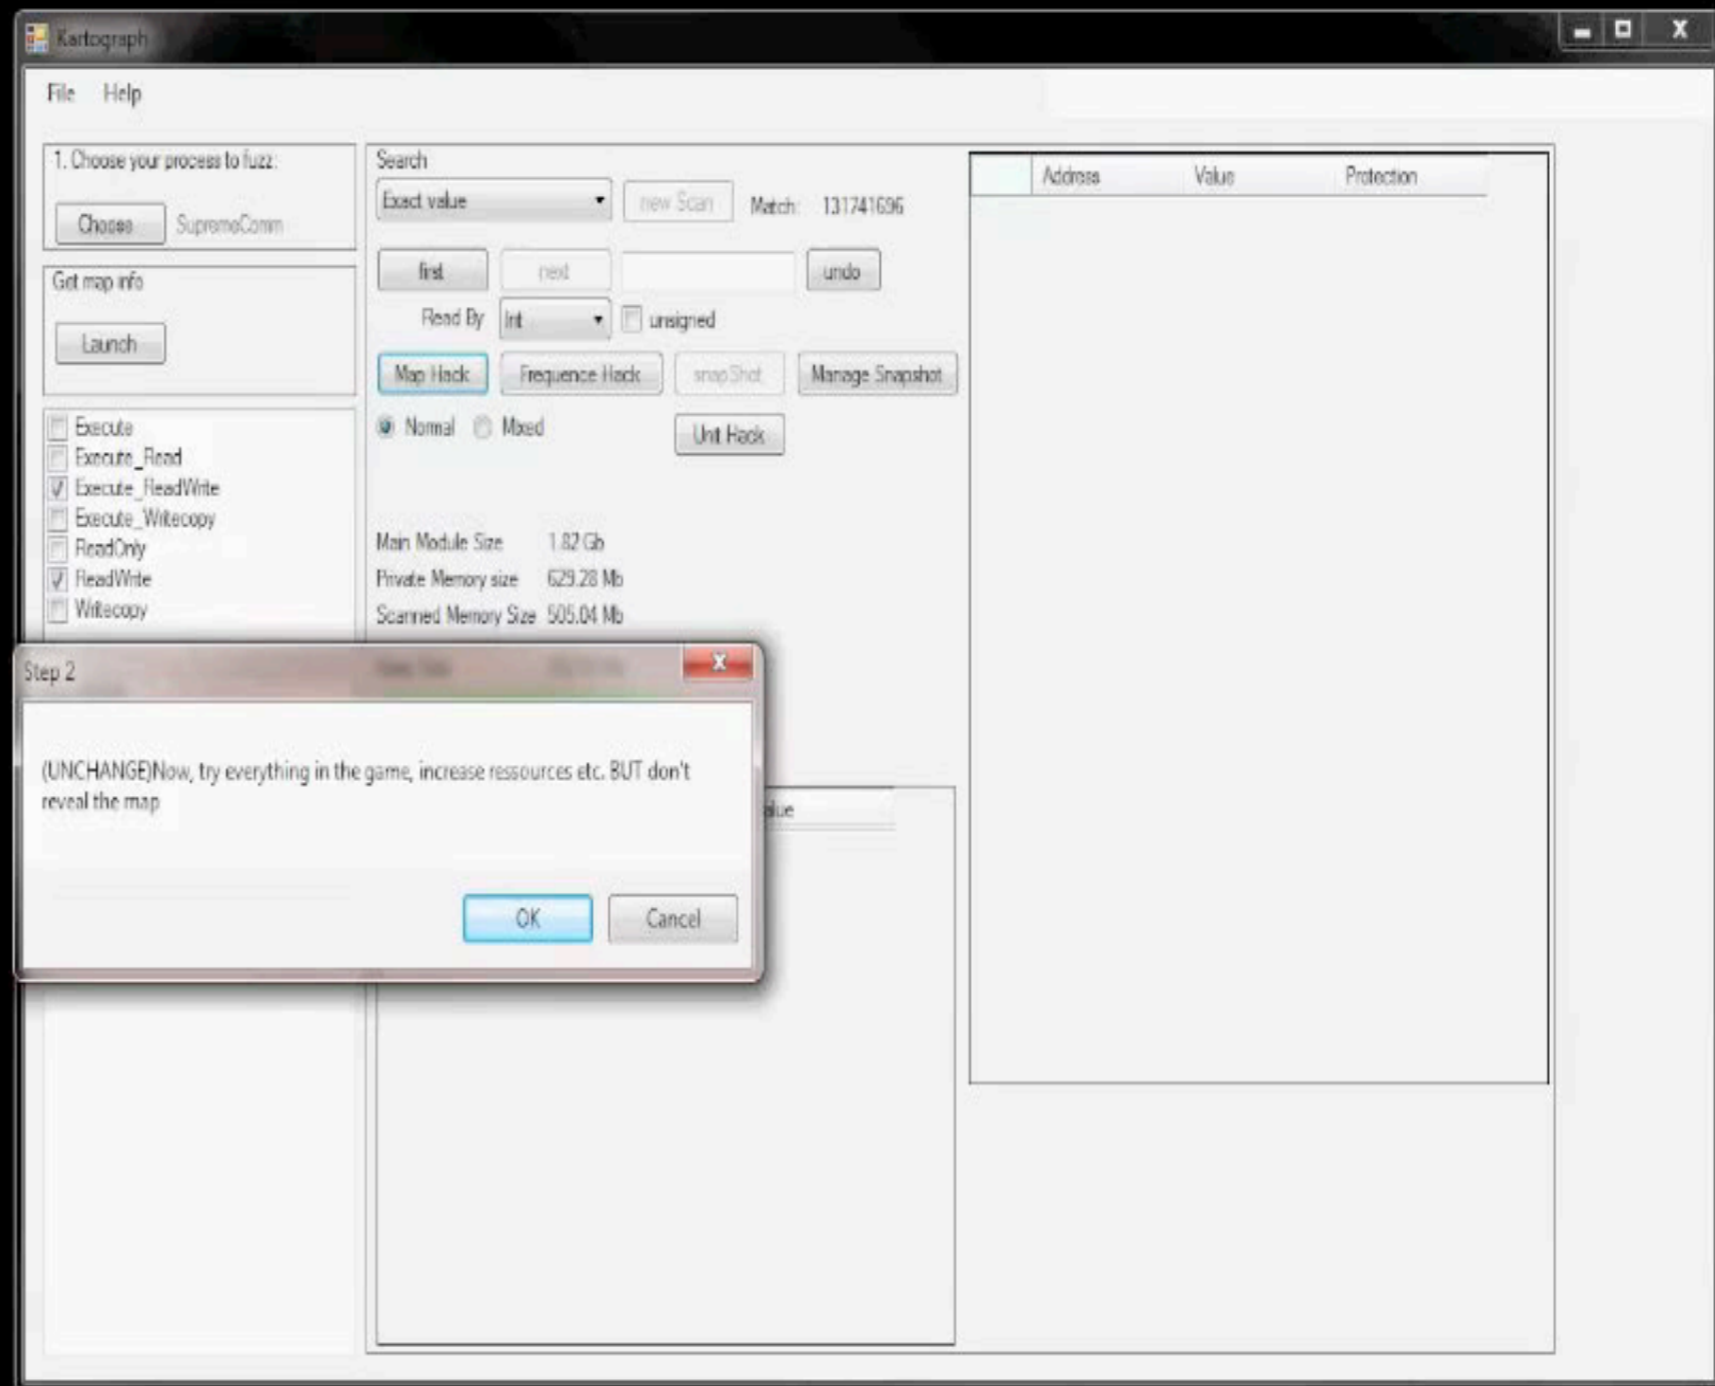 Kartograph
File Help
1. Choose your process to fuzz:
Choose SupremeComm
Get map info
Launch
Execute
Execute_Read
Execute_ReadWrite
Execute_Writecopy
ReadOnly
ReadWrite
Writecopy
Search
Exact value new Scan Match: 131741696
first next undo
Read By Int unsigned
Map Hack Frequence Hack snapShot Manage Snapshot
Normal Mixed Unit Hack
Main Module Size 1.82 Gb
Private Memory size 629.28 Mb
Scanned Memory Size 505.04 Mb
Address Value Protection
Step 2
(UNCHANGE)Now, try everything in the game, increase ressources etc. BUT don't
reveal the map
OK Cancel